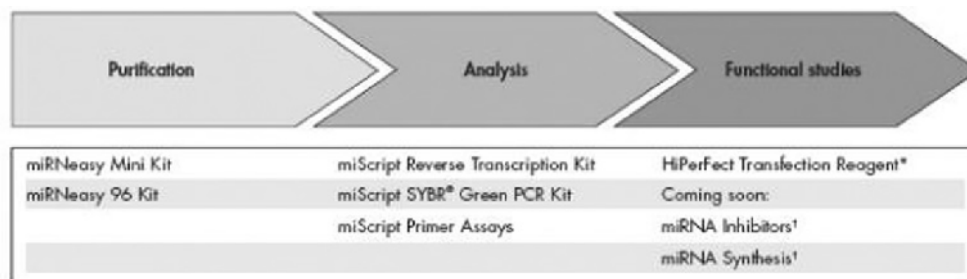 Purification Analysis Functional studies
miRNeasy Mini Kit miScript Reverse Transcription Kit HiPerFect Transfection Reagent*
miRNeasy 96 Kit miScript SYBR® Green PCR Kit Coming soon:
miScript Primer Assays miRNA Inhibitors†
miRNA Synthesis†